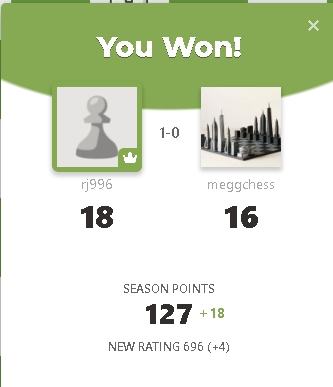 You Won!
1-0
rj996
meggchess
18
16
SEASON POINTS
127 +18
NEW RATING 696 (+4)